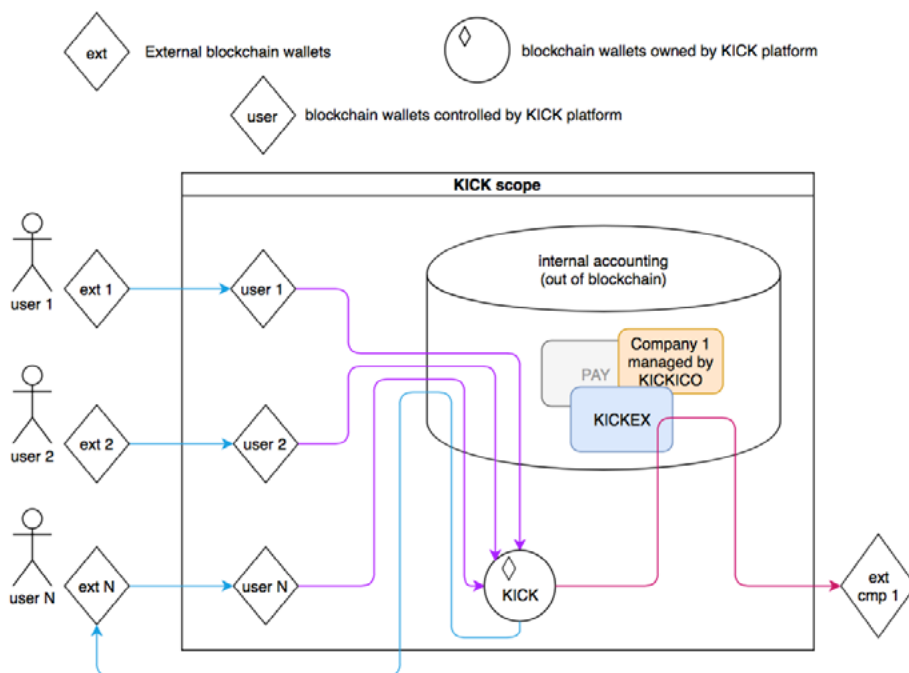 ext
External blockchain wallets
blockchain wallets owned by KICK platform
user
blockchain wallets controlled by KICK platform
KICK scope
internal accounting
(out of blockchain)
user 1
ext 1
user 1
Company 1
managed by
KICKICO
PAY
KICKEX
user 2
ext 2
user 2
user N
ext N
user N
KICK
ext
cmp 1